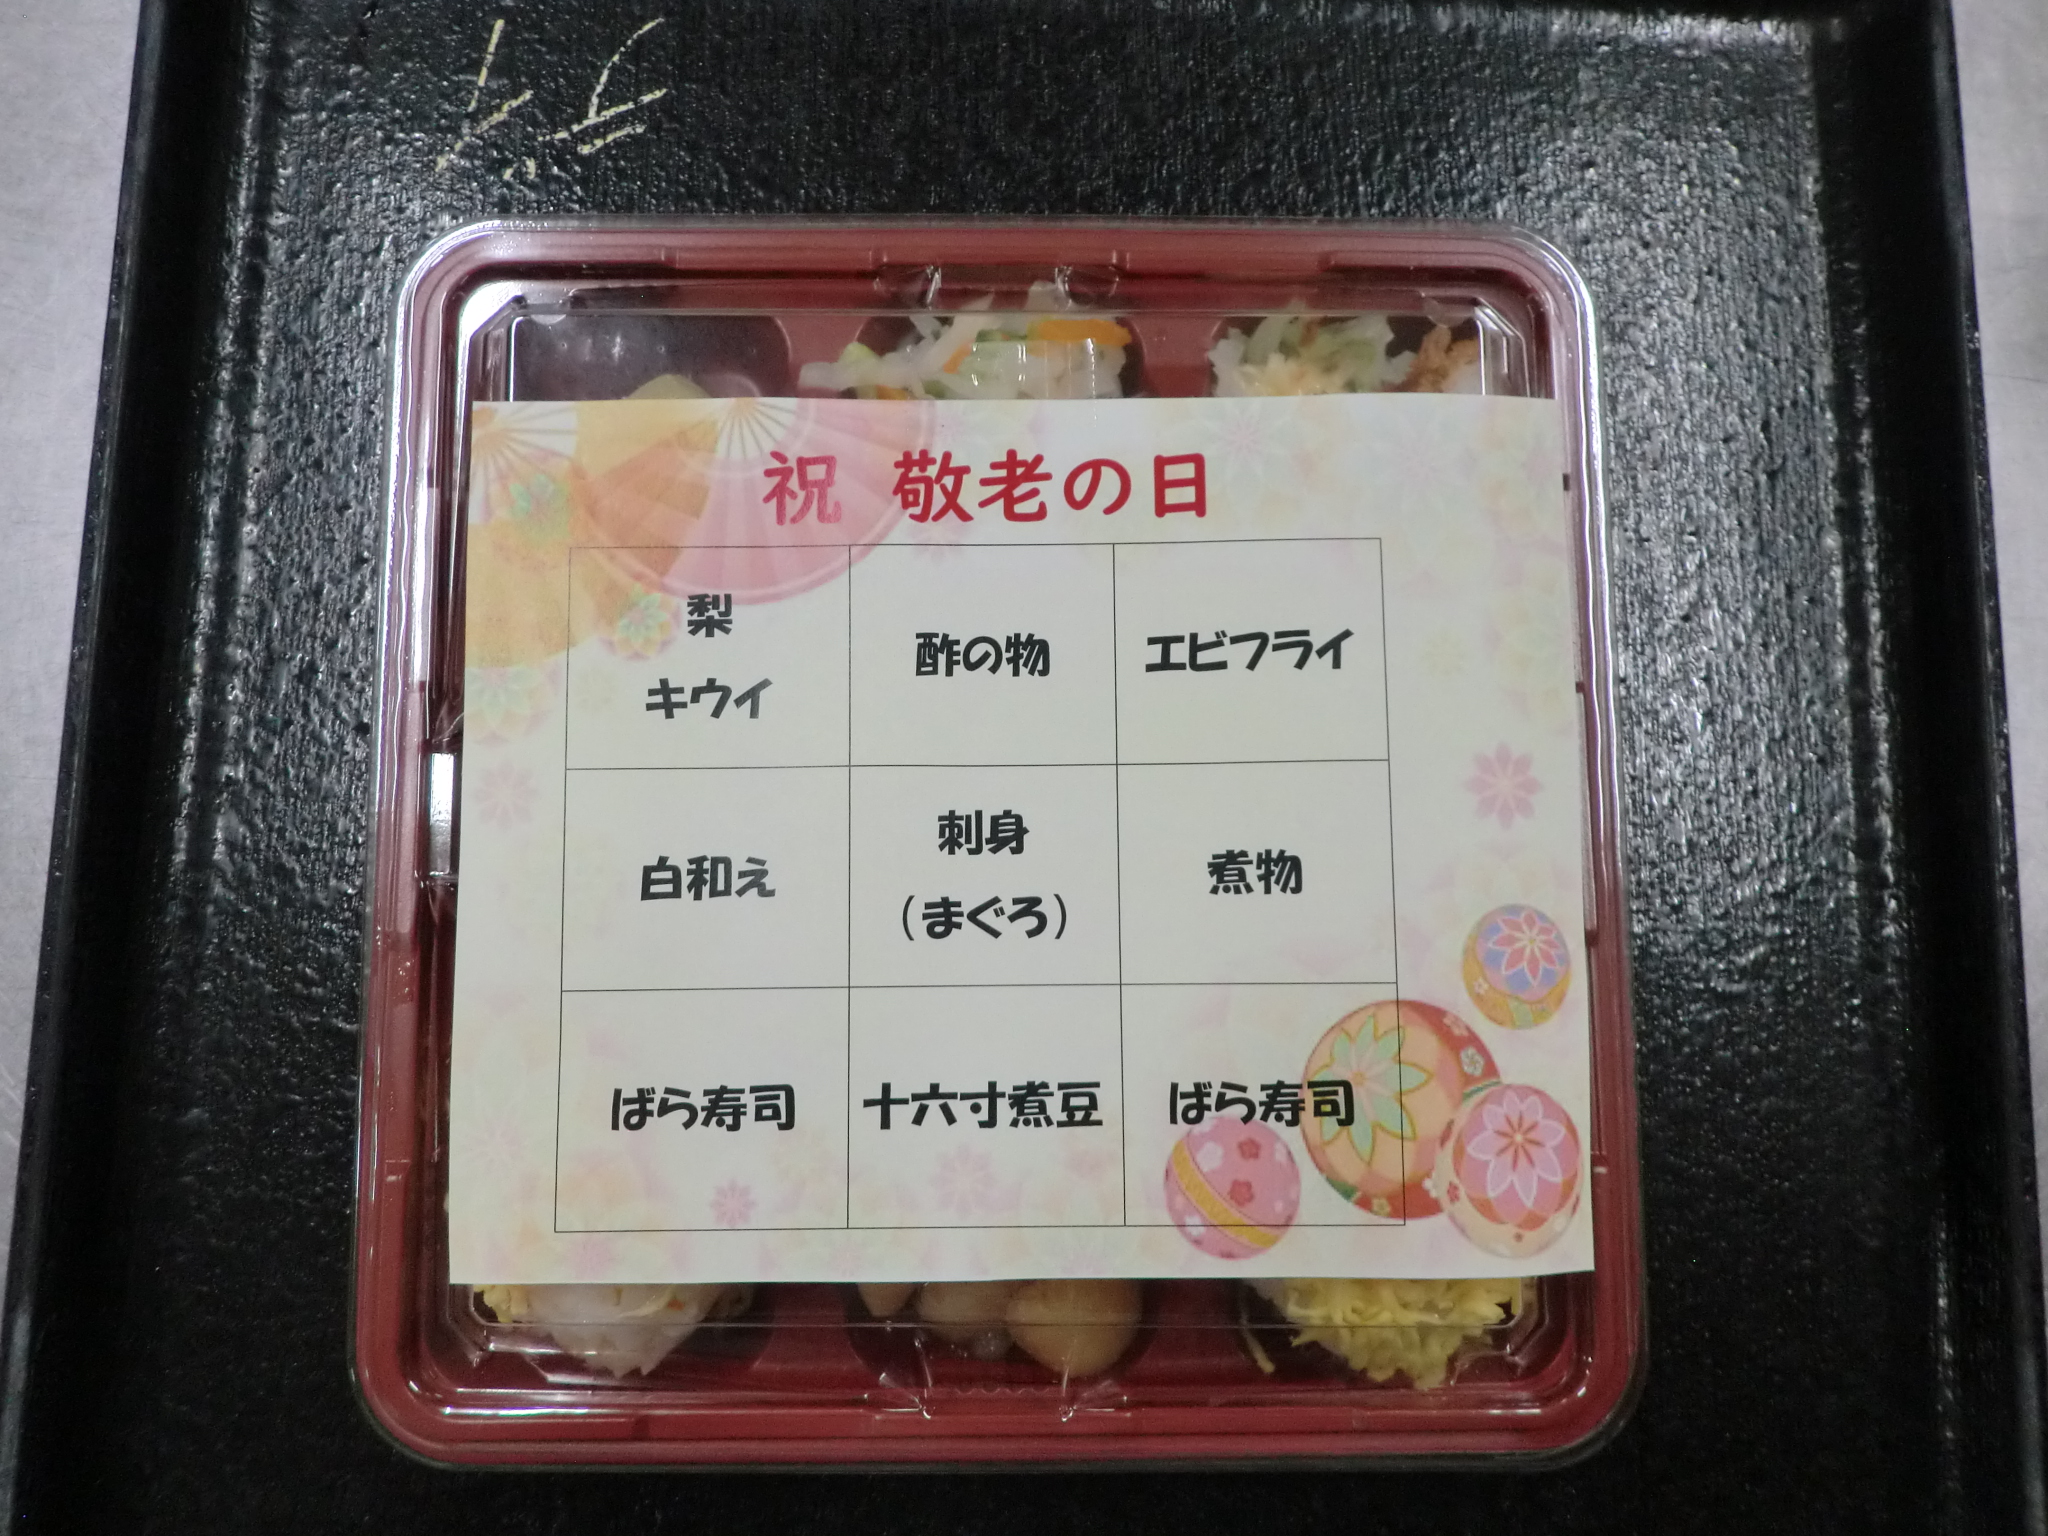 祝　敬老の日
梨
キウイ
酢の物
エビフライ
白和え
刺身
（まぐろ）
煮物
ばら寿司
十六寸煮豆
ばら寿司